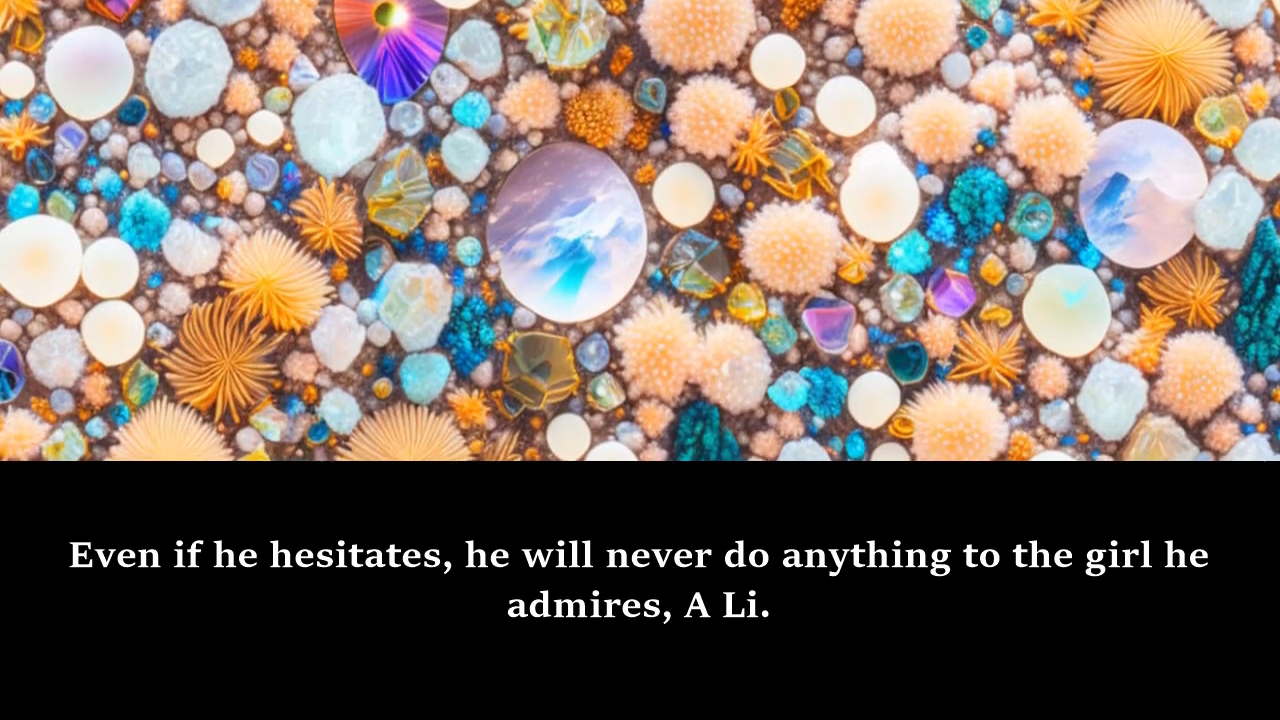 Even if he hesitates, he will never do anything to the girl he
admires, A Li.